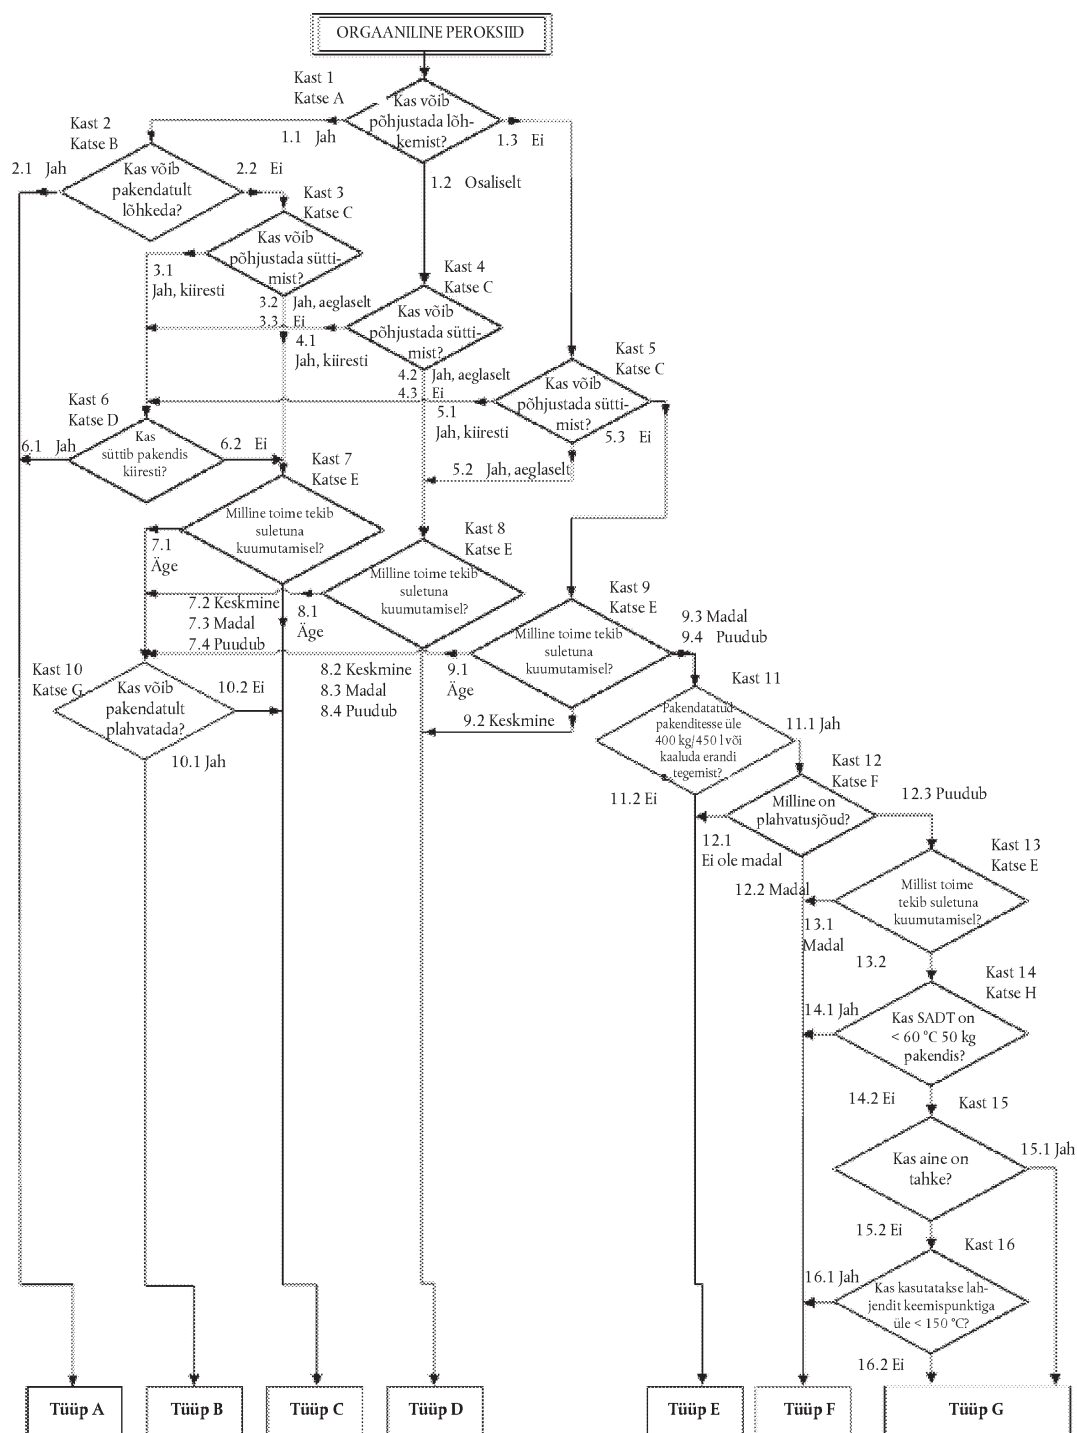 ORGAANILINE PEROKSIID
Kast 1
Katse A
Kas võib
põhjustada lõh-
kemist?
1.1 Jah
1.3 Ei
1.2 Osaliselt
Kast 2
Katse B
Kas võib
pakendatult
lõhkeda?
2.1 Jah
2.2 Ei
Kast 3
Katse C
Kas võib
põhjustada sütti-
mist?
3.1
Jah, kiiresti
3.2 Jah, aeglaselt
3.3 Ei
Kast 4
Katse C
Kas võib
põhjustada sütti-
mist?
4.1
Jah, kiiresti
4.2 Jah, aeglaselt
4.3 Ei
Kast 5
Katse C
Kas võib
põhjustada sütti-
mist?
5.1
Jah, kiiresti
5.3 Ei
5.2 Jah, aeglaselt
Kast 6
Katse D
Kas
süttib pakendis
kiiresti?
6.1 Jah
6.2 Ei
Kast 7
Katse E
Milline toime tekib
suletuna
kuumutamisel?
7.1
Äge
7.2 Keskmine
7.3 Madal
7.4 Puudub
Kast 8
Katse E
Milline toime tekib
suletuna
kuumutamisel?
8.1
Äge
8.2 Keskmine
8.3 Madal
8.4 Puudub
Kast 9
Katse E
Milline toime tekib
suletuna
kuumutamisel?
9.1
Äge
9.2 Keskmine
9.3 Madal
9.4 Puudub
Kast 10
Katse G
Kas võib
pakendatult
plahvatada?
10.2 Ei
10.1 Jah
Kast 11
Pakendatatud
pakenditesse üle
400 kg/450 l või
kaaluda erandi
tegemist?
11.1 Jah
11.2 Ei
Kast 12
Katse F
Milline on
plahvatusjõud?
12.1
Ei ole madal
12.3 Puudub
12.2 Madal
Kast 13
Katse E
Millist toime
tekib suletuna
kuumutamisel?
13.1
Madal
13.2
Kast 14
Katse H
Kas SADT on
< 60 °C 50 kg
pakendis?
14.1 Jah
14.2 Ei
Kast 15
Kas aine on
tahke?
15.1 Jah
15.2 Ei
Kast 16
Kas kasutatakse lah-
jendit keemispunktiga
üle < 150 °C?
16.1 Jah
16.2 Ei
Tüüp A
Tüüp B
Tüüp C
Tüüp D
Tüüp E
Tüüp F
Tüüp G